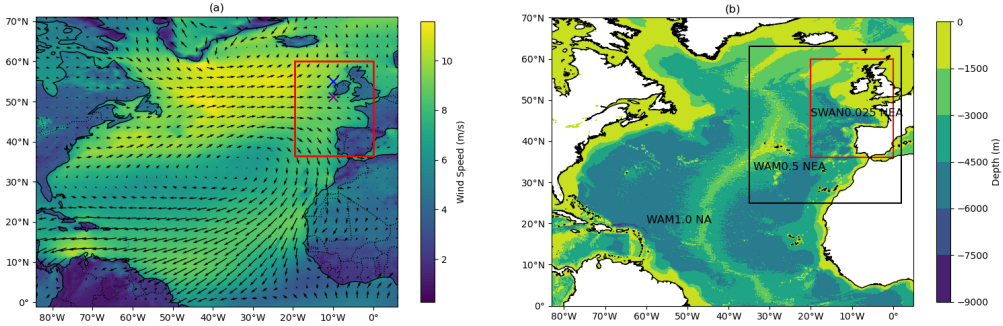 (a)
70°N
60°N
50°N
40°N
30°N
20°N
10°N
0°
80°W 70°W 60°W 50°W 40°W 30°W 20°W 10°W 0°
10
8
6
4
2
Wind Speed (m/s)
(b)
70°N
60°N
50°N
40°N
30°N
20°N
10°N
0°
80°W 70°W 60°W 50°W 40°W 30°W 20°W 10°W 0°
SWAN0.025 NEA
WAM0.5 NEA
WAM1.0 NA
0
−1500
−3000
−4500
−6000
−7500
−9000
Depth (m)